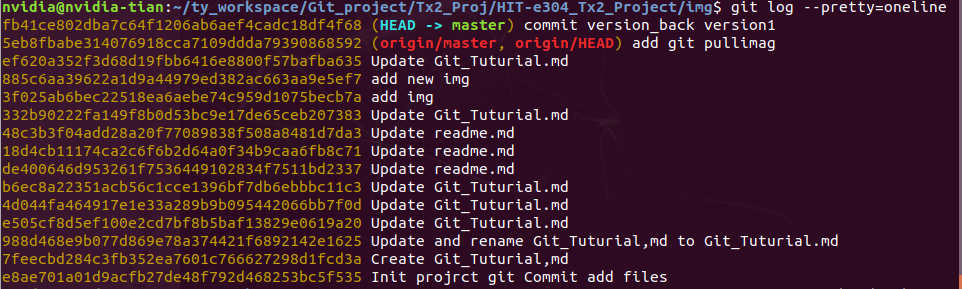 nvidia@nvidia-tian:~/ty_workspace/Git_project/Tx2_Proj/HIT-e304_Tx2_Project/img$ git log --pretty=oneline
fb41ce802dba7c64f1206ab6aef4cadc18df4f68 (HEAD -> master) commit version_back version1
5eb8fbabe314076918cca7109ddda79390868592 (origin/master, origin/HEAD) add git pullimag
ef620a352f3d68d19fbb6416e8800f57bafba635 Update Git_Tuturial.md
885c6aa39622a1d9a44979ed382ac663aa9e5ef7 add new img
3f025ab6bec22518ea6aebe74c959d1075becb7a add img
332b90222fa149f8b0d53bc9e17de65ceb207383 Update Git_Tuturial.md
48c3b3f04add28a20f77089838f508a8481d7da3 Update readme.md
18d4cb11174ca2c6f6b2d64a0f34b9caa6fb8c71 Update readme.md
de400646d953261f7536449102834f7511bd2337 Update readme.md
b6ec8a22351acb56c1cce1396bf7db6ebbbc11c3 Update Git_Tuturial.md
4d044fa464917e1e33a289b9b095442066bb7f0d Update Git_Tuturial.md
e505cf8d5ef100e2cd7bf8b5baf13829e0619a20 Update Git_Tuturial.md
988d468e9b077d869e78a374421f6892142e1625 Update and rename Git_Tuturial,md to Git_Tuturial.md
7feecbd284c3fb352ea7601c766627298d1fcd3a Create Git_Tuturial,md
e8ae701a01d9acfb27de48f792d468253bc5f535 Init projrct git Commit add files